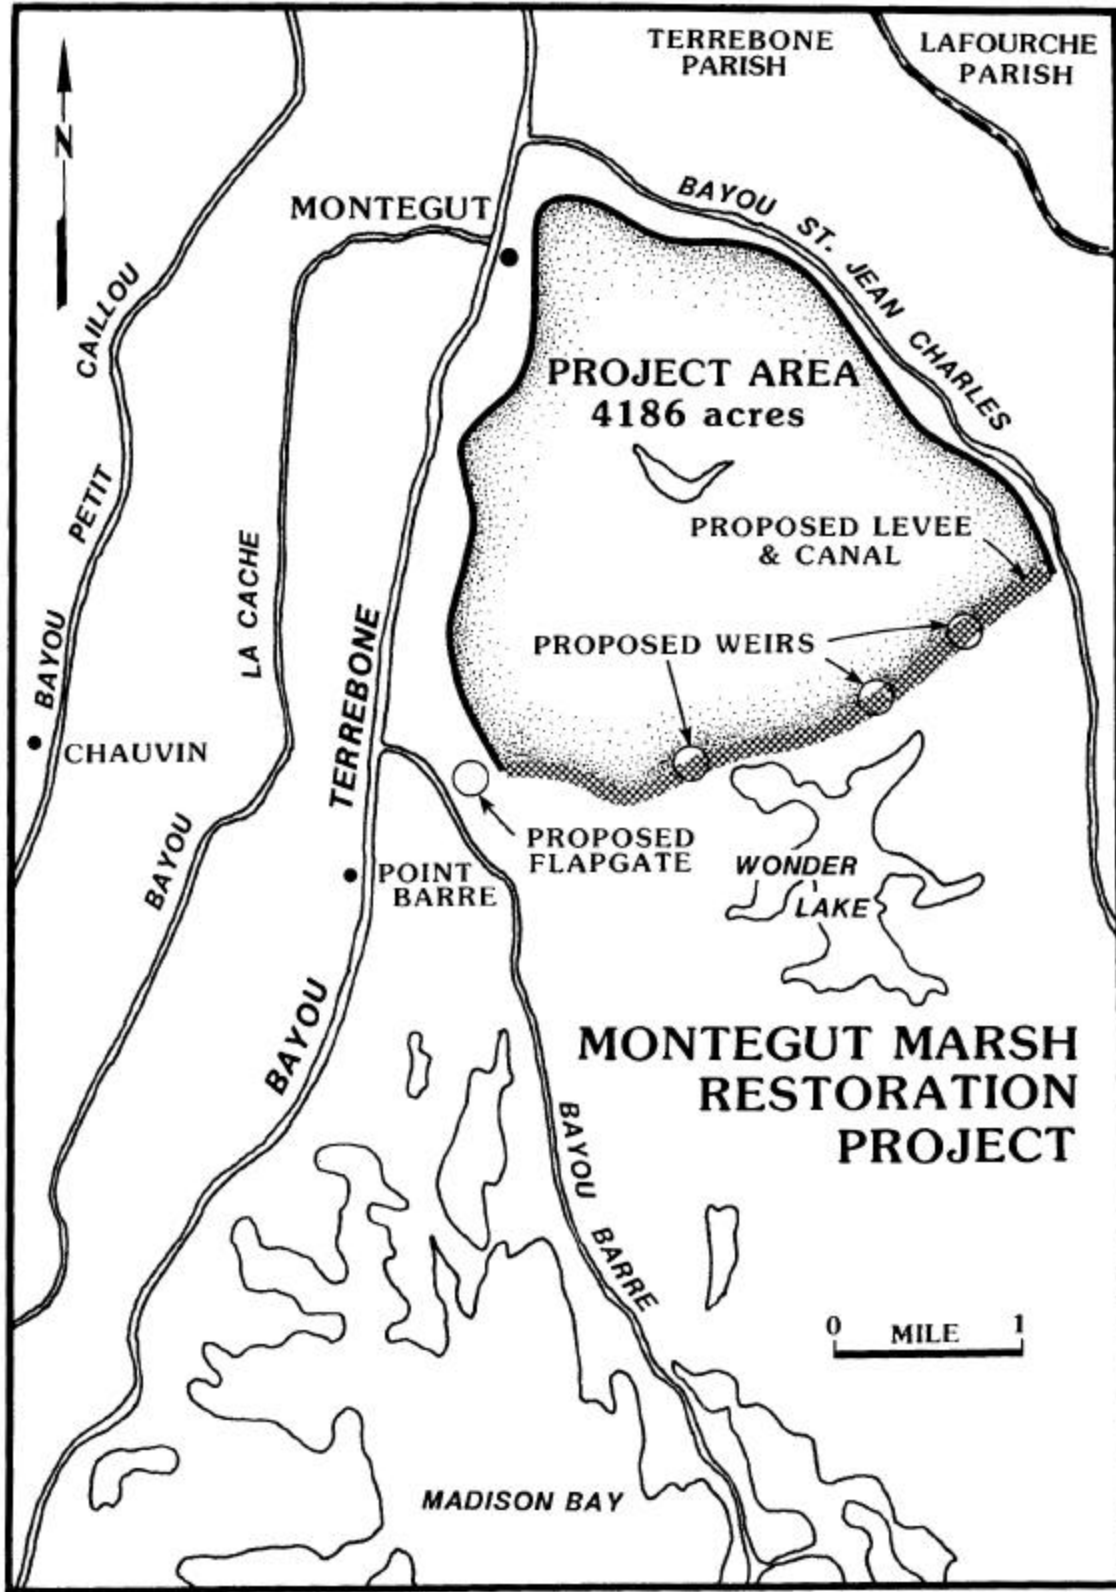 TERREBONE
PARISH
LAFOURCHE
PARISH
N
MONTEGUT
BAYOU ST. JEAN CHARLES
BAYOU PETIT CAILLOU
PROJECT AREA
4186 acres
PROPOSED LEVEE
& CANAL
BAYOU LA CACHE
BAYOU TERREBONE
PROPOSED WEIRS
CHAUVIN
PROPOSED
FLAPGATE
POINT
BARRE
WONDER
LAKE
MONTEGUT MARSH
RESTORATION
PROJECT
BAYOU BARRE
0 MILE 1
MADISON BAY